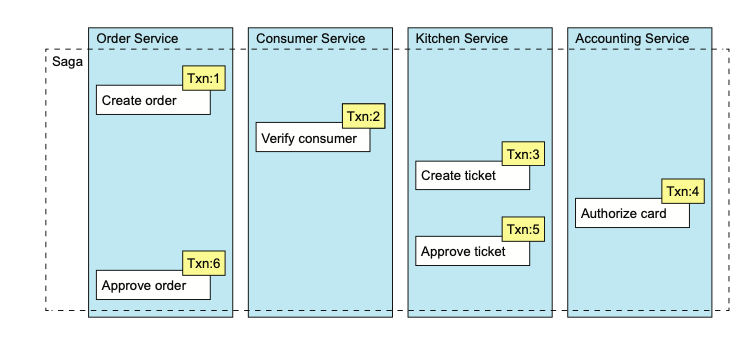 Order Service
Consumer Service
Kitchen Service
Accounting Service
Saga
Txn:1
Create order
Txn:2
Verify consumer
Txn:3
Create ticket
Txn:4
Authorize card
Txn:5
Approve ticket
Txn:6
Approve order